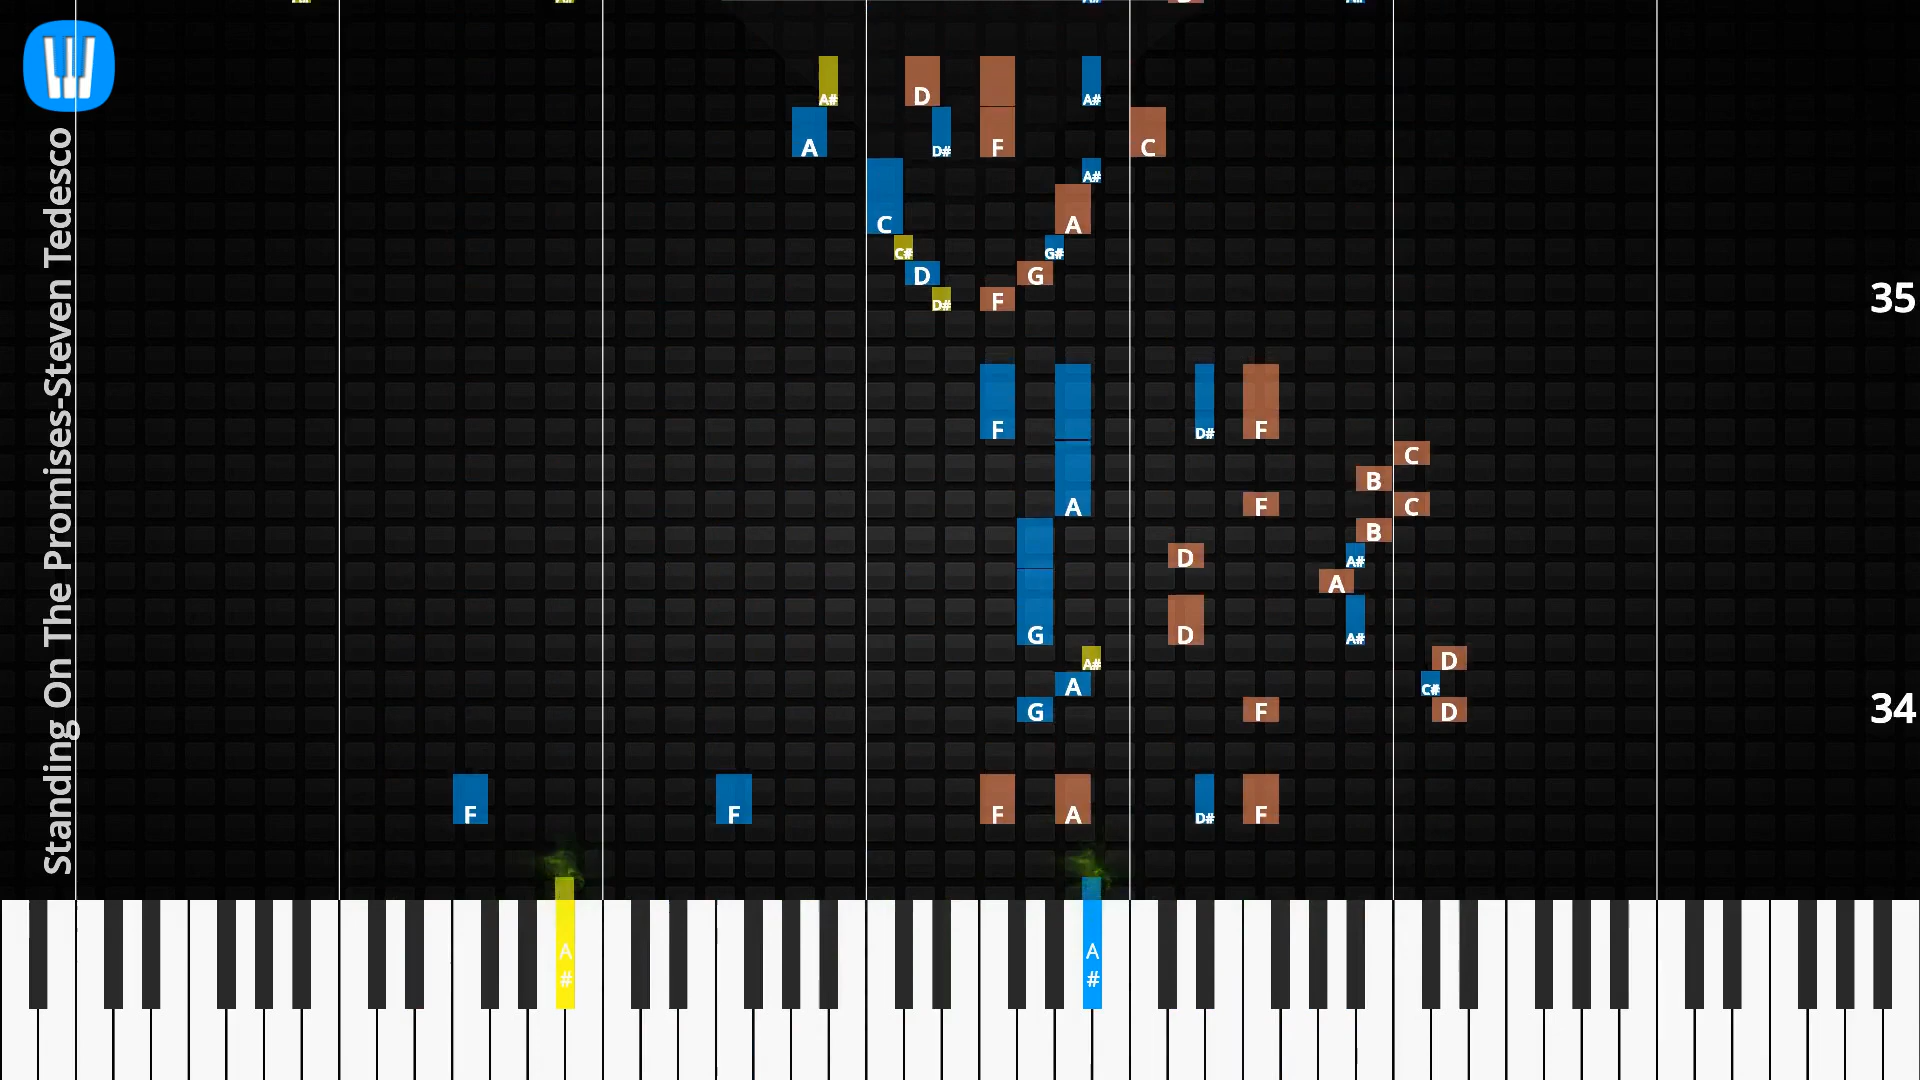 Standing On The Promises-Steven Tedesco
A# D A#
A D# F C
A#
C A
C# G#
D G
D# F
35
F D# F
C
B
A F C
B
D A#
A
G D A#
A# D
A C#
G F D
34
F F F A D# F
A
#
A
#